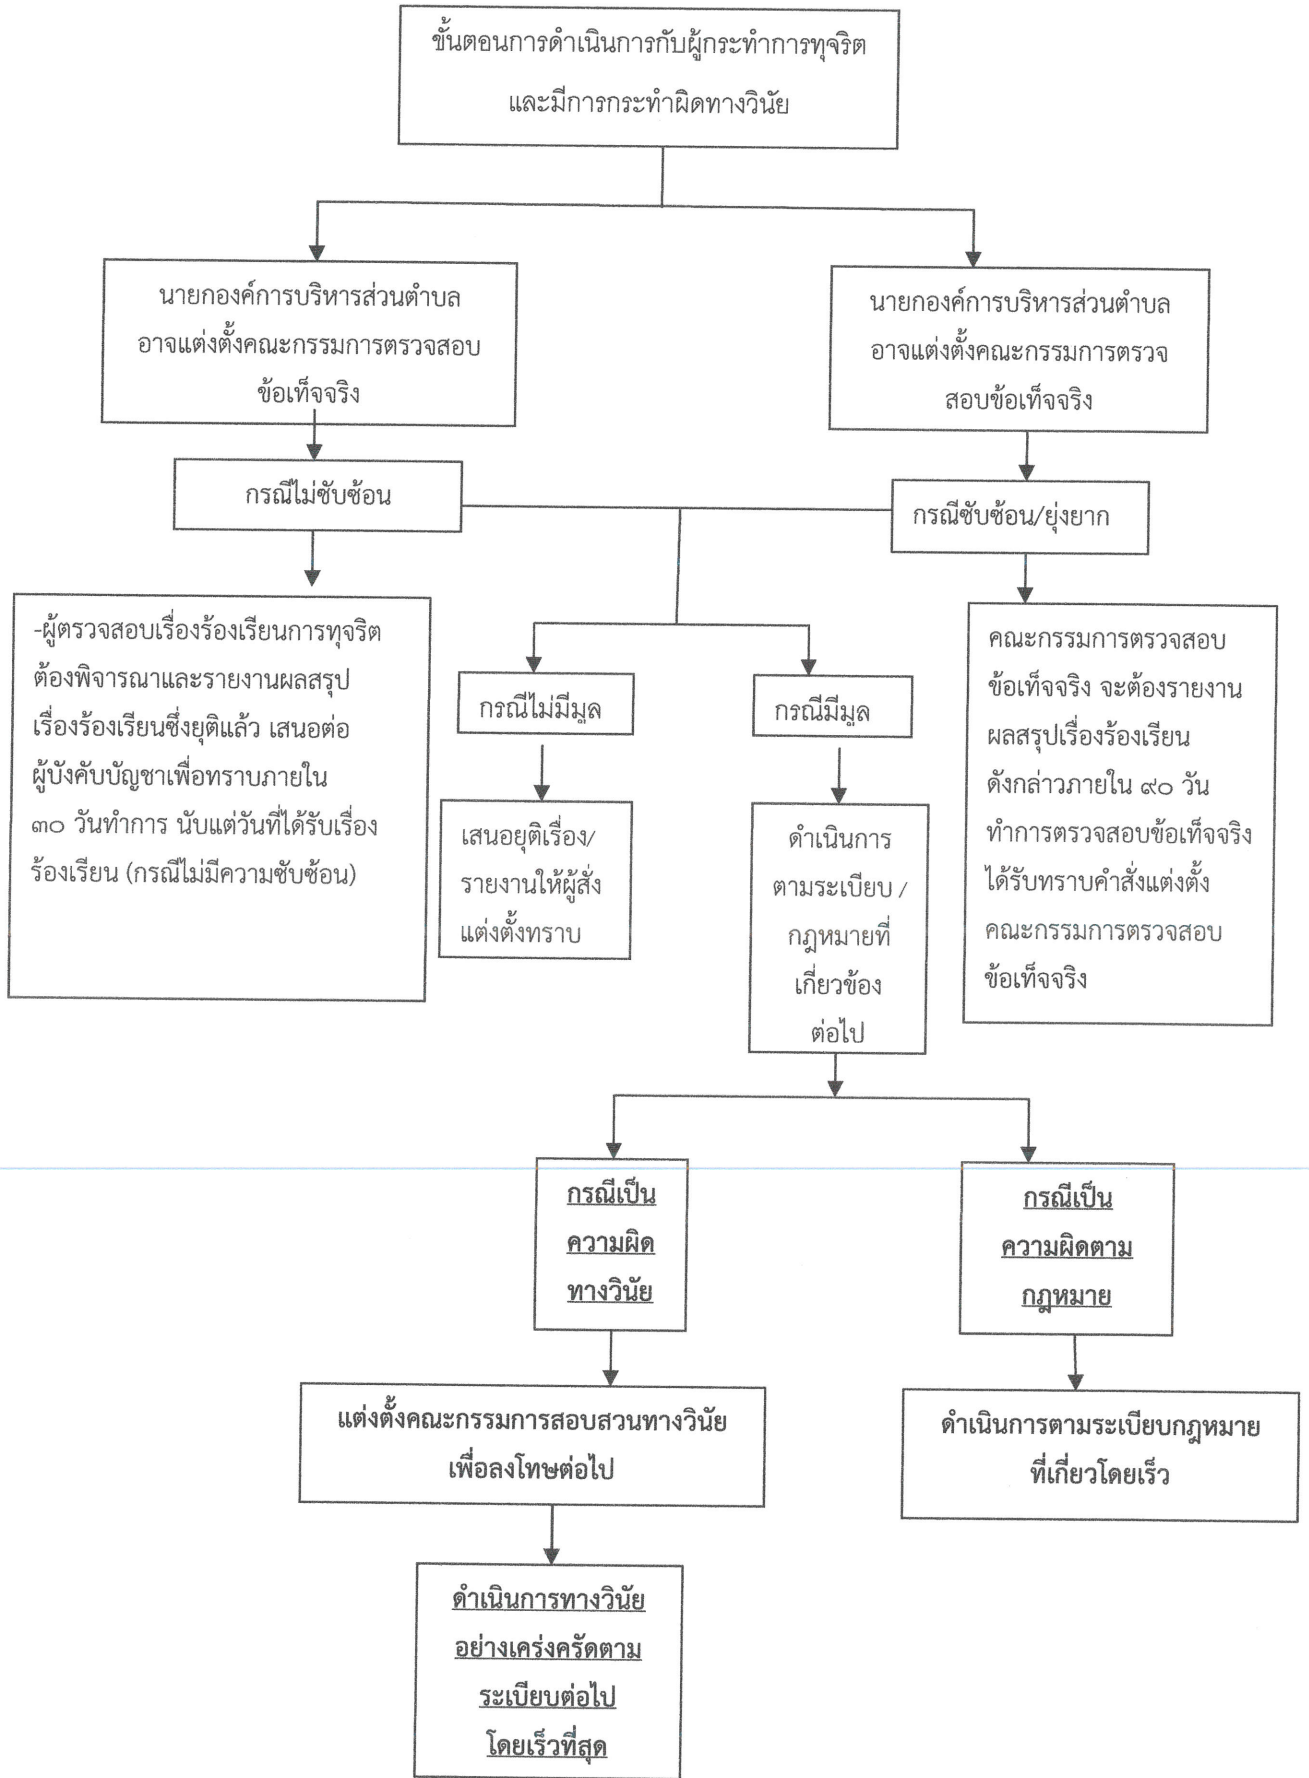 ขั้นตอนการดำเนินการกับผู้กระทำการทุจริต
และมีการกระทำผิดทางวินัย
นายกองค์การบริหารส่วนตำบล
อาจแต่งตั้งคณะกรรมการตรวจสอบ
ข้อเท็จจริง
นายกองค์การบริหารส่วนตำบล
อาจแต่งตั้งคณะกรรมการตรวจ
สอบข้อเท็จจริง
กรณีไม่ซับซ้อน
กรณีซับซ้อน/ยุ่งยาก
-ผู้ตรวจสอบเรื่องร้องเรียนการทุจริต
ต้องพิจารณาและรายงานผลสรุป
เรื่องร้องเรียนซึ่งยุติแล้ว เสนอต่อ
ผู้บังคับบัญชาเพื่อทราบภายใน
๓๐ วันทำการ นับแต่วันที่ได้รับเรื่อง
ร้องเรียน (กรณีไม่มีความซับซ้อน)
กรณีไม่มีมูล
กรณีมีมูล
เสนอยุติเรื่อง/
รายงานให้ผู้สั่ง
แต่งตั้งทราบ
ดำเนินการ
ตามระเบียบ /
กฎหมายที่
เกี่ยวข้อง
ต่อไป
คณะกรรมการตรวจสอบ
ข้อเท็จจริง จะต้องรายงาน
ผลสรุปเรื่องร้องเรียน
ดังกล่าวภายใน ๙๐ วัน
ทำการตรวจสอบข้อเท็จจริง
ได้รับทราบคำสั่งแต่งตั้ง
คณะกรรมการตรวจสอบ
ข้อเท็จจริง
กรณีเป็น
ความผิด
ทางวินัย
กรณีเป็น
ความผิดตาม
กฎหมาย
แต่งตั้งคณะกรรมการสอบสวนทางวินัย
เพื่อลงโทษต่อไป
ดำเนินการตามระเบียบกฎหมาย
ที่เกี่ยวโดยเร็ว
ดำเนินการทางวินัย
อย่างเคร่งครัดตาม
ระเบียบต่อไป
โดยเร็วที่สุด